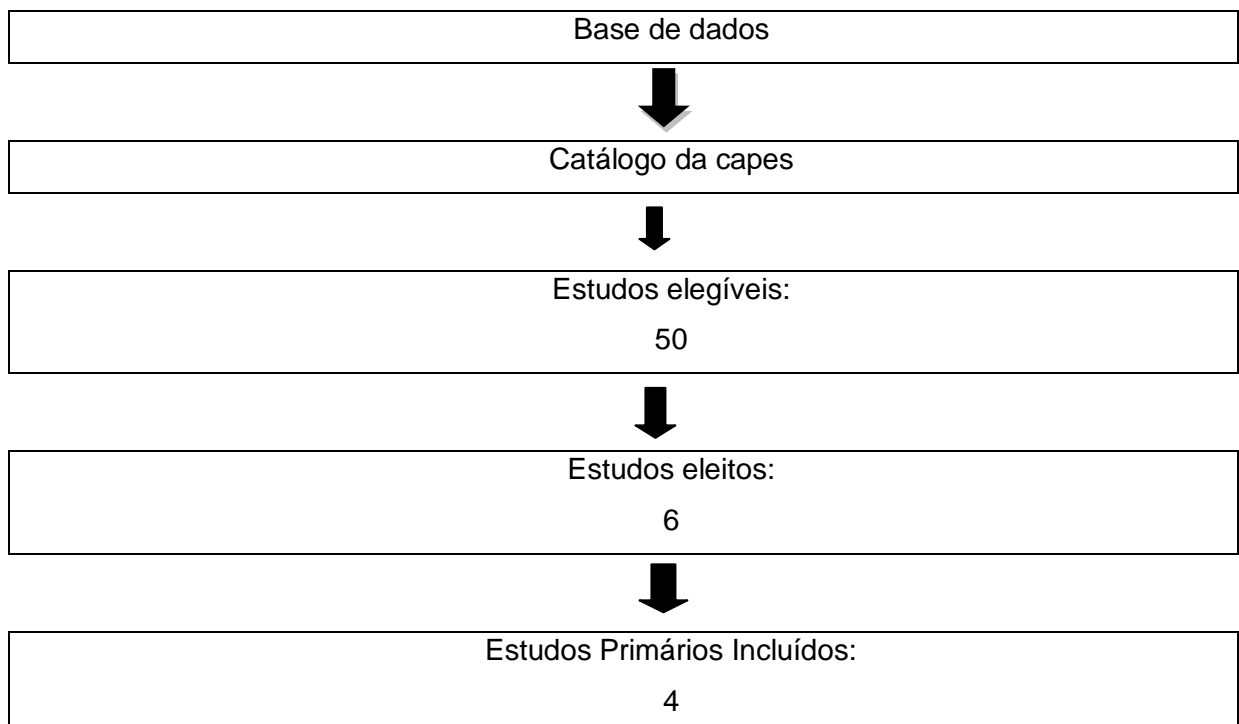 Base de dados
Catálogo da capes
Estudos elegíveis:
50
Estudos eleitos:
6
Estudos Primários Incluídos:
4